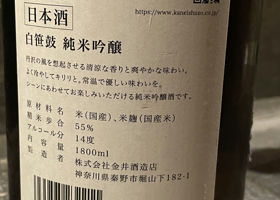 https://www.kaneishuzo.com
日本酒
白笹鼓 純米吟醸
丹沢の風を想起させる清涼な香りと爽やかな味わい。
よく冷やしてキリりと。常温で優しい味わいを。
シーンにあわせてお楽しみいただける純米吟醸酒です。
原材料名 米(国産)、米麹(国産米)
精米歩合 55%
アルコール分 14度
内容量 1800ml
製造者 株式会社金井酒造店
神奈川県秦野市堀山下182-1